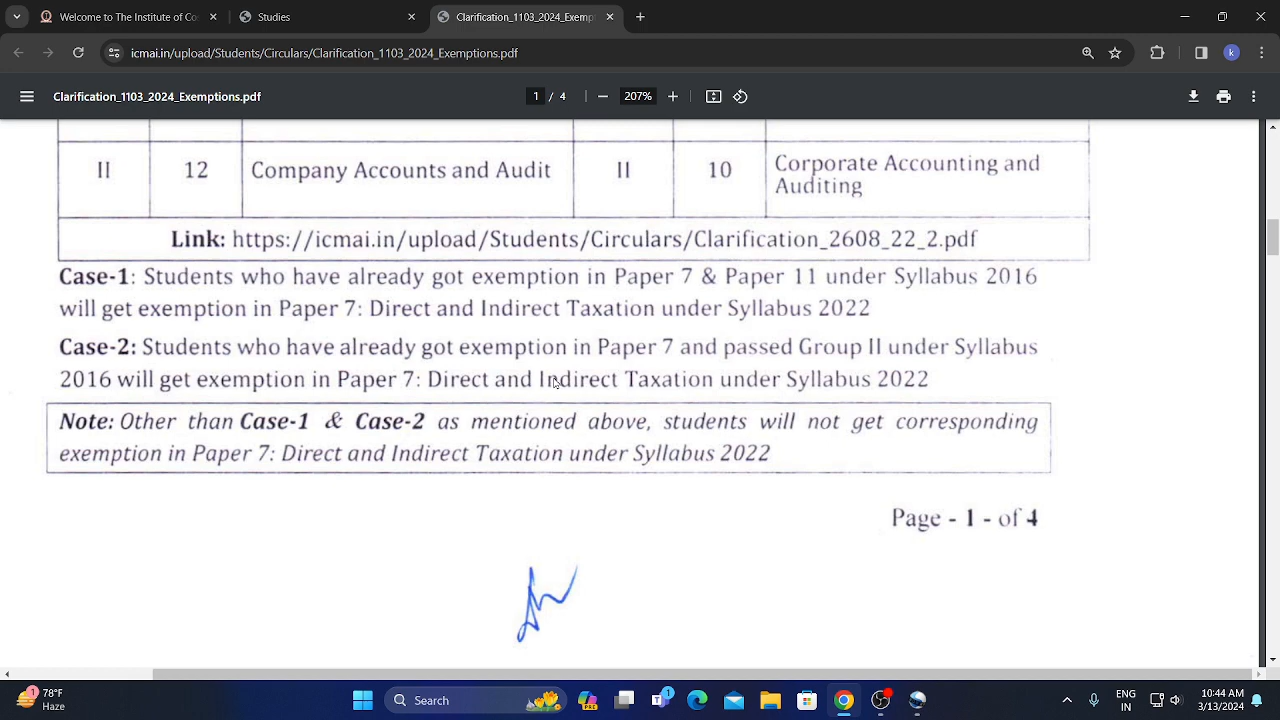 Welcome to The Institute of Co
Studies
Clarification_1103_2024_Exemp
icmai.in/upload/Students/Circulars/Clarification_1103_2024_Exemptions.pdf
k
Clarification_1103_2024_Exemptions.pdf
1 / 4
207%
II 12 Company Accounts and Audit II 10 Corporate Accounting and
Auditing
Link: https://icmai.in/upload/Students/Circulars/Clarification_2608_22_2.pdf
Case-1: Students who have already got exemption in Paper 7 & Paper 11 under Syllabus 2016
will get exemption in Paper 7: Direct and Indirect Taxation under Syllabus 2022
Case-2: Students who have already got exemption in Paper 7 and passed Group II under Syllabus
2016 will get exemption in Paper 7: Direct and Indirect Taxation under Syllabus 2022
Note: Other than Case-1 & Case-2 as mentioned above, students will not get corresponding
exemption in Paper 7: Direct and Indirect Taxation under Syllabus 2022
Page - 1 - of 4
1
78°F
Haze
Search
PRE
1
ENG
IN
10:44 AM
3/13/2024